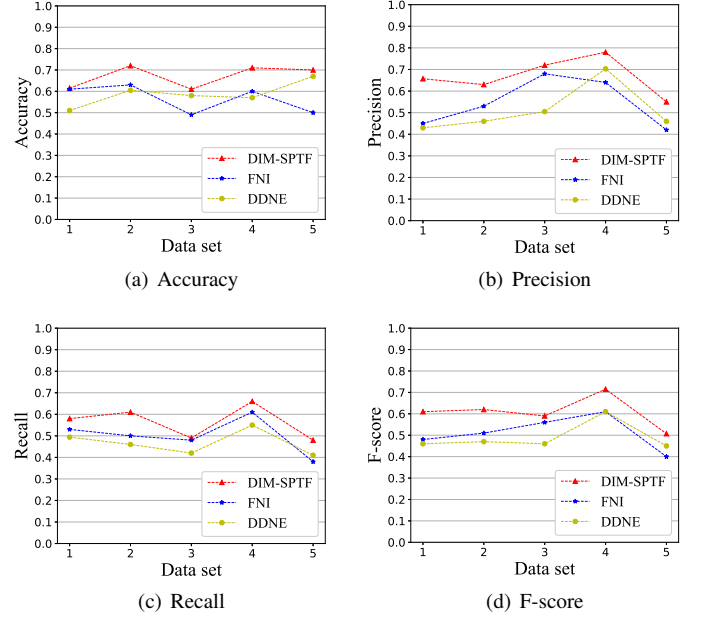 1.0
0.9
0.8
0.7
0.6
0.5
0.4
0.3
0.2
0.1
0.0
Accuracy
DIM-SPTF
FNI
DDNE
1 2 3 4 5
Data set
(a) Accuracy
1.0
0.9
0.8
0.7
0.6
0.5
0.4
0.3
0.2
0.1
0.0
Precision
DIM-SPTF
FNI
DDNE
1 2 3 4 5
Data set
(b) Precision
1.0
0.9
0.8
0.7
0.6
0.5
0.4
0.3
0.2
0.1
0.0
Recall
DIM-SPTF
FNI
DDNE
1 2 3 4 5
Data set
(c) Recall
1.0
0.9
0.8
0.7
0.6
0.5
0.4
0.3
0.2
0.1
0.0
F-score
DIM-SPTF
FNI
DDNE
1 2 3 4 5
Data set
(d) F-score